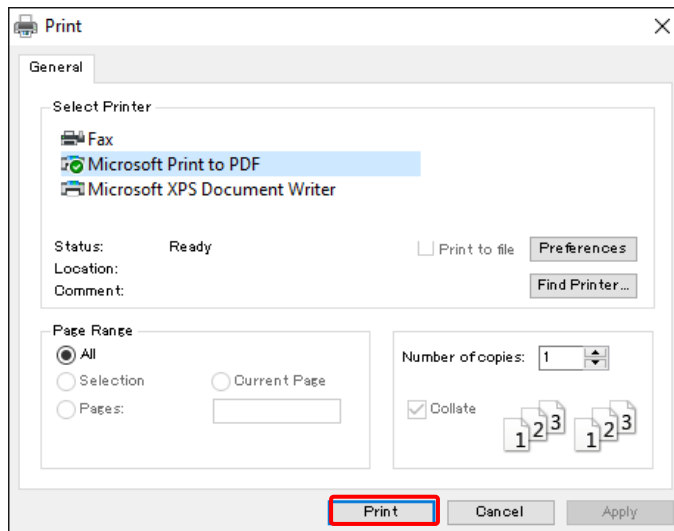 Print
General
Select Printer
Fax
Microsoft Print to PDF
Microsoft XPS Document Writer
Status: Ready
Location:
Comment:
Print to file
Preferences
Find Printer...
Page Range
All
Selection
Current Page
Pages:
Number of copies: 1
Collate
1 2 3 1 2 3
Print Cancel Apply